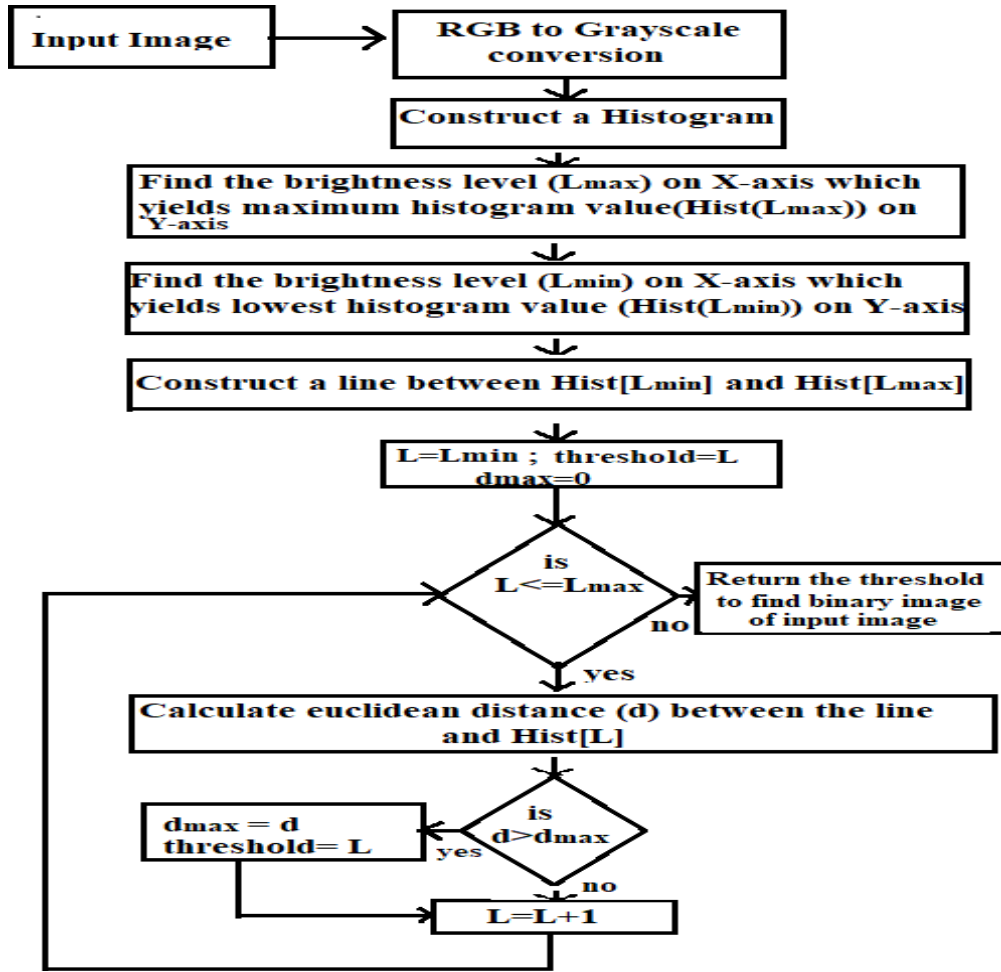 Input Image
RGB to Grayscale
conversion
Construct a Histogram
Find the brightness level (Lmax) on X-axis which
yields maximum histogram value(Hist(Lmax)) on
Y-axis
Find the brightness level (Lmin) on X-axis which
yields lowest histogram value (Hist(Lmin)) on Y-axis
Construct a line between Hist[Lmin] and Hist[Lmax]
L=Lmin ; threshold=L
dmax=0
is
L<=Lmax
no
Return the threshold
to find binary image
of input image
yes
Calculate euclidean distance (d) between the line
and Hist[L]
is
d>dmax
yes
dmax = d
threshold= L
no
L=L+1